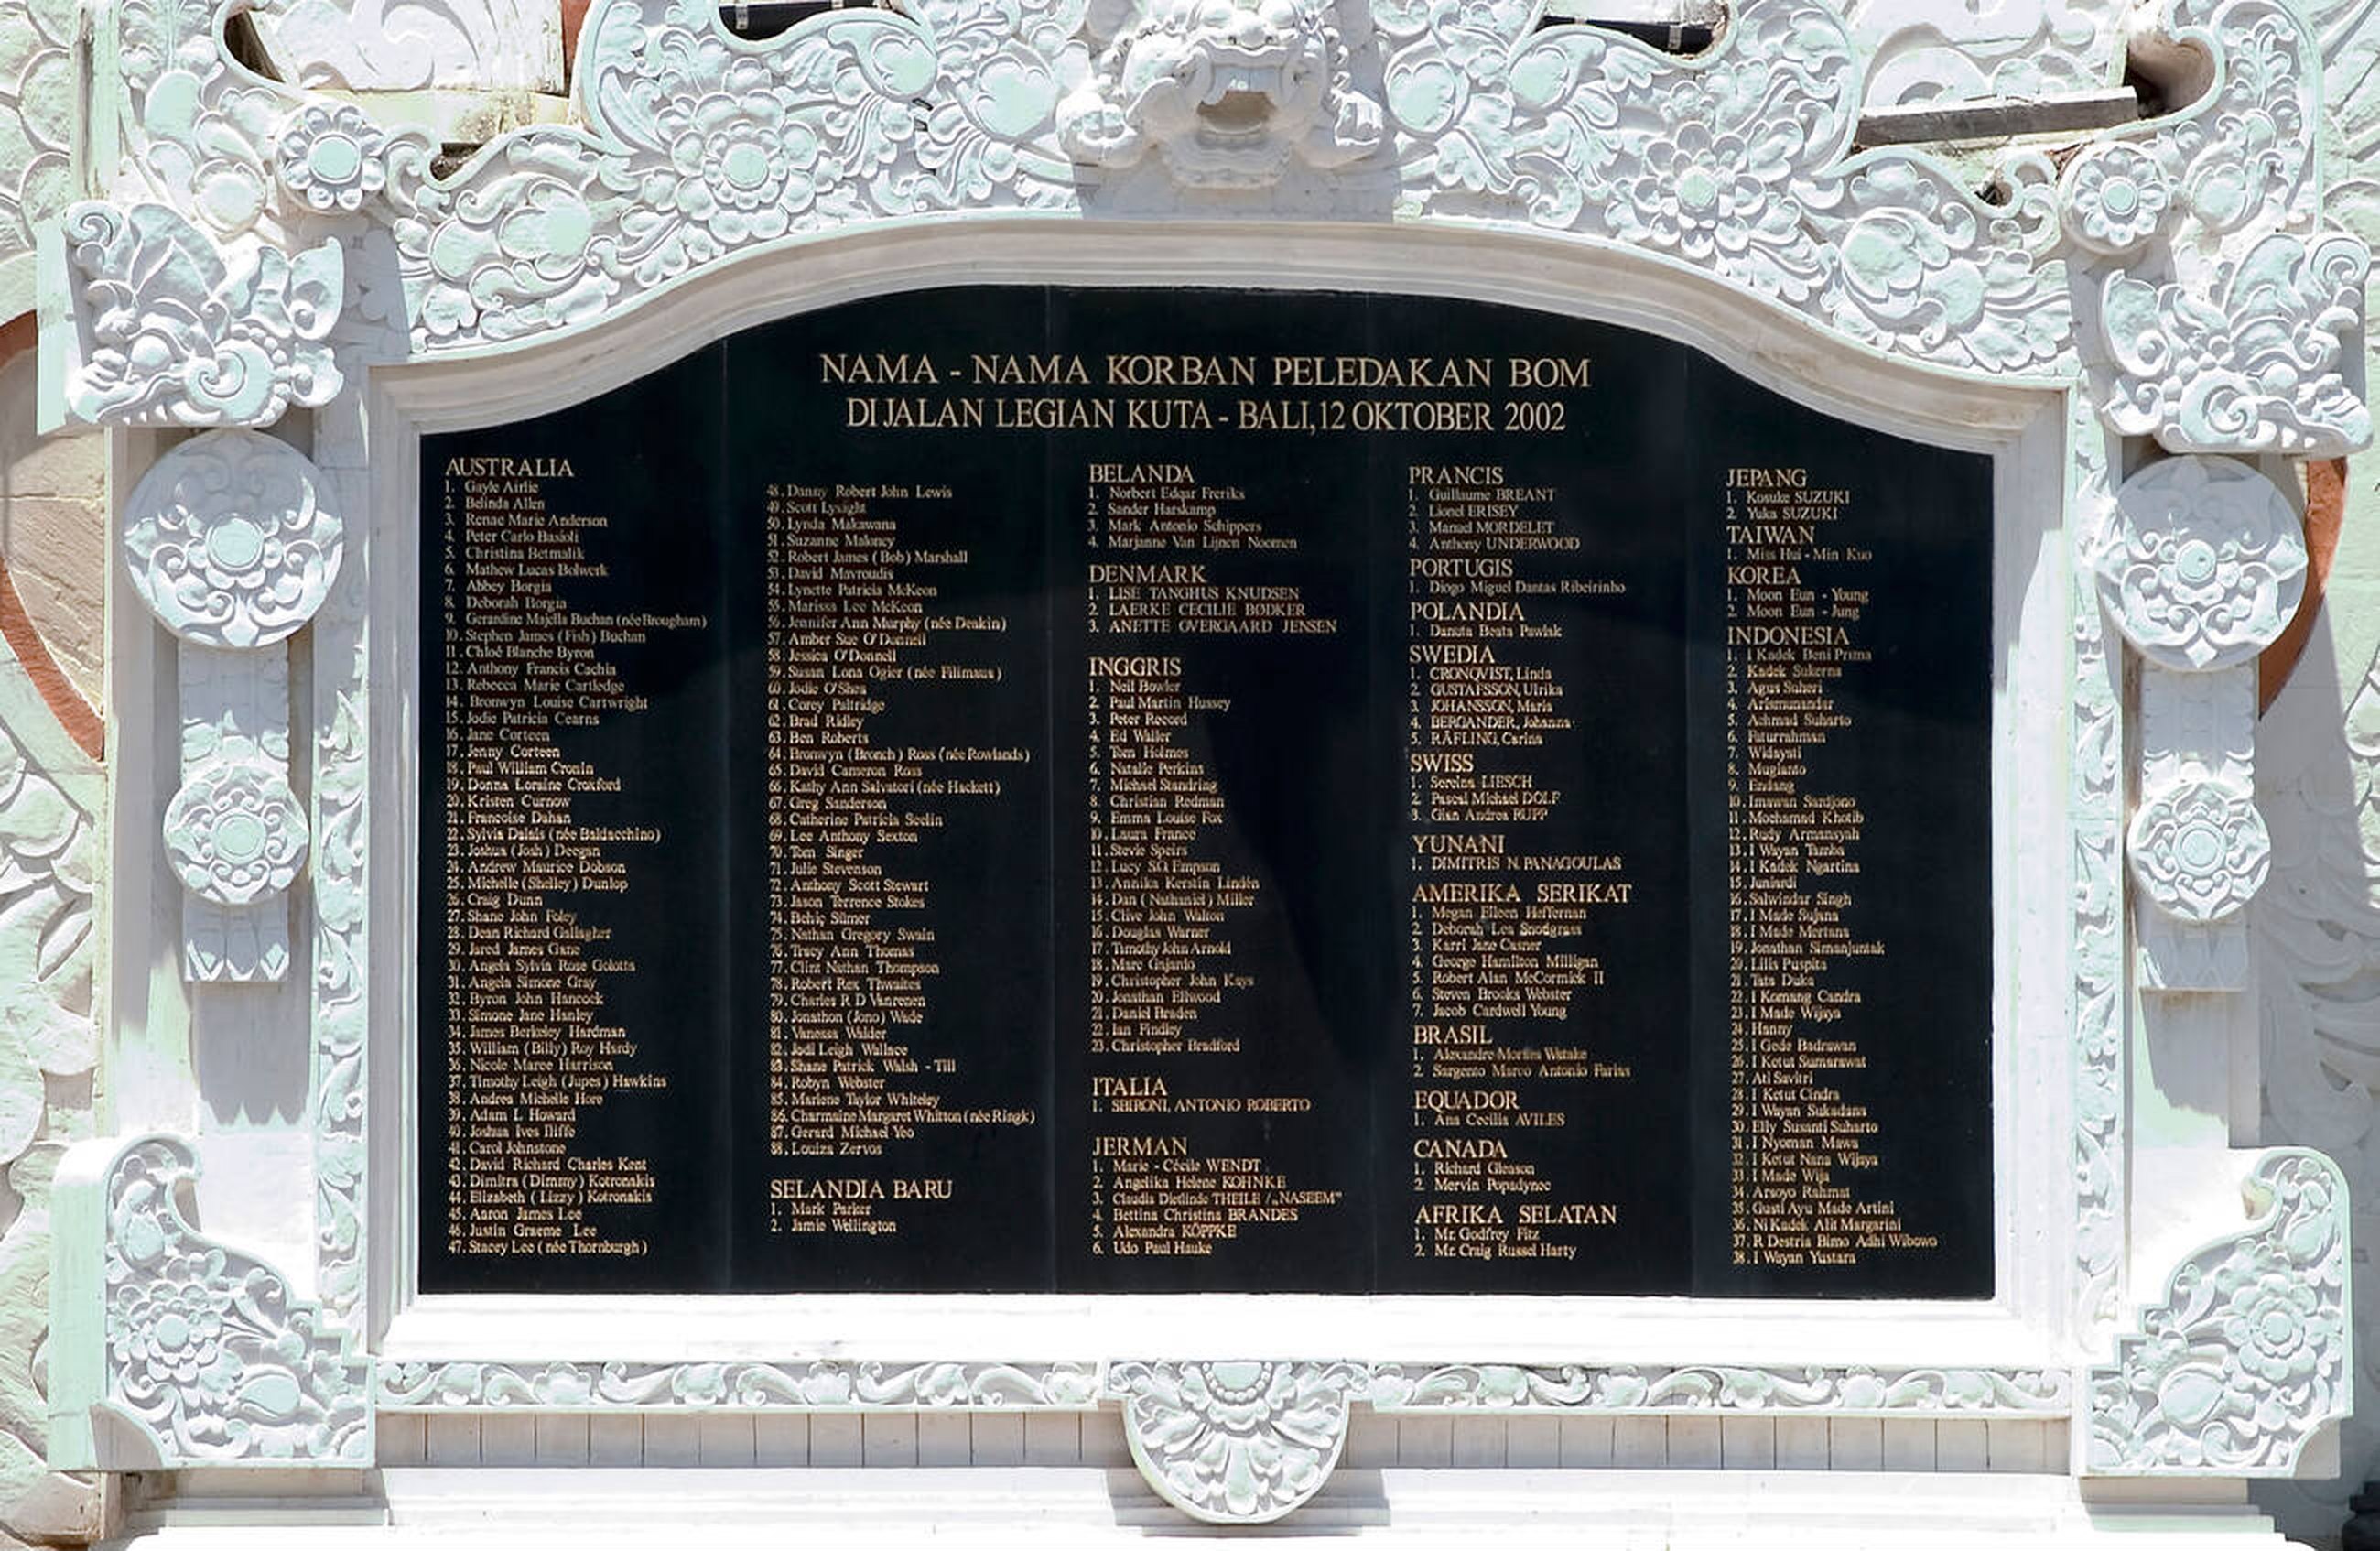 NAMA - NAMA KORBAN PELEDAKAN BOM
DI JALAN LEGIAN KUTA - BALI, 12 OKTOBER 2002
AUSTRALIA
1. Gayle Airlie
2. Belinda Allen
3. Renae Marie Anderson
4. Peter Carlo Basioli
5. Christina Betmalik
6. Mathew Lucas Bolwerk
7. Abbey Borgia
8. Deborah Borgia
9. Gerardine Majella Buchan (née Brougham)
10. Stephen James (Fish) Buchan
11. Chloé Blanche Byron
12. Anthony Francis Cachia
13. Rebecca Marie Cartledge
14. Bronwyn Louise Cartwright
15. Jodie Patricia Cearns
16. Jane Corteen
17. Jenny Corteen
18. Paul William Cronin
19. Donna Loraine Croxford
20. Kristen Curnow
21. Francoise Dahan
22. Sylvia Dalais (née Baldacchino)
23. Joshua (Josh) Deegan
24. Andrew Maurice Dobson
25. Michelle (Shelley) Dunlop
26. Craig Dunn
27. Shane John Foley
28. Dean Richard Gallagher
29. Jared James Gane
30. Angela Sylvia Rose Golotta
31. Angela Simone Gray
32. Byron John Hancock
33. Simone Jane Hanley
34. James Berkeley Hardman
35. William (Billy) Roy Hardy
36. Nicole Maree Harrison
37. Timothy Leigh (Jupes) Hawkins
38. Andrea Michelle Hore
39. Adam L Howard
40. Joshua Ives Iliffe
41. Carol Johnstone
42. David Richard Charles Kent
43. Dimitra (Dimmy) Kotronakis
44. Elizabeth (Lizzy) Kotronakis
45. Aaron James Lee
46. Justin Graeme Lee
47. Stacey Lee (née Thornburgh)
48. Danny Robert John Lewis
49. Scott Lysaght
50. Lynda Makawana
51. Suzanne Maloney
52. Robert James (Bob) Marshall
53. David Mavroudis
54. Lynette Patricia McKeon
55. Marissa Lee McKeon
56. Jennifer Ann Murphy (née Deakin)
57. Amber Sue O'Donnell
58. Jessica O'Donnell
59. Susan Lona Ogier (née Filimaua)
60. Jodie O'Shea
61. Corey Paltridge
62. Brad Ridley
63. Ben Roberts
64. Bronwyn (Bronch) Ross (née Rowlands)
65. David Cameron Ross
66. Kathy Ann Salvatori (née Hackett)
67. Greg Sanderson
68. Catherine Patricia Seelin
69. Lee Anthony Sexton
70. Tom Singer
71. Julie Stevenson
72. Anthony Scott Stewart
73. Jason Terrence Stokes
74. Behiç Sümer
75. Nathan Gregory Swain
76. Tracy Ann Thomas
77. Clint Nathan Thompson
78. Robert Rex Thwaites
79. Charles R D Vanrenen
80. Jonathon (Jono) Wade
81. Vanessa Walder
82. Jodi Leigh Wallace
83. Shane Patrick Walsh - Till
84. Robyn Webster
85. Marlene Taylor Whiteley
86. Charmaine Margaret Whitton (née Ringk)
87. Gerard Michael Yeo
88. Louiza Zervos
SELANDIA BARU
1. Mark Parker
2. Jamie Wellington
BELANDA
1. Norbert Edgar Freriks
2. Sander Harskamp
3. Mark Antonio Schippers
4. Marjanne Van Lijnen Noomen
DENMARK
1. LISE TANGHUS KNUDSEN
2. LAERKE CECILIE BØDKER
3. ANETTE OVERGAARD JENSEN
INGGRIS
1. Neil Bowler
2. Paul Martin Hussey
3. Peter Record
4. Ed Waller
5. Tom Holmes
6. Natalie Perkins
7. Michael Standring
8. Christian Redman
9. Emma Louise Fox
10. Laura France
11. Stevie Speirs
12. Lucy S.O Empson
13. Annika Kerstin Lindén
14. Dan (Nathaniel) Miller
15. Clive John Walton
16. Douglas Warner
17. Timothy John Arnold
18. Marc Gajardo
19. Christopher John Kays
20. Jonathan Ellwood
21. Daniel Braden
22. Ian Findley
23. Christopher Bradford
ITALIA
1. SBIRONI, ANTONIO ROBERTO
JERMAN
1. Marie - Cécile WENDT
2. Angelika Helene KOHNKE
3. Claudia Dietlinde THEILE /„NASEEM"
4. Bettina Christina BRANDES
5. Alexandra KÖPPKE
6. Udo Paul Hauke
PRANCIS
1. Guillaume BREANT
2. Lionel ERISEY
3. Manuel MORDELET
4. Anthony UNDERWOOD
PORTUGIS
1. Diogo Miguel Dantas Ribeirinho
POLANDIA
1. Danuta Beata Pawlak
SWEDIA
1. CRONQVIST, Linda
2. GUSTAFSSON, Ulrika
3. JOHANSSON, Maria
4. BERGANDER, Johanna
5. RÄFLING, Carina
SWISS
1. Sereina LIESCH
2. Pascal Michael DOLF
3. Gian Andrea RUPP
YUNANI
1. DIMITRIS N. PANAGOULAS
AMERIKA SERIKAT
1. Megan Eileen Heffernan
2. Deborah Lea Snodgrass
3. Karri Jane Casner
4. George Hamilton Milligan
5. Robert Alan McCormick II
6. Steven Brooks Webster
7. Jacob Cardwell Young
BRASIL
1. Alexandre Watake
2. Sargento Marco Antonio Farias
EQUADOR
1. Ana Cecilia AVILES
CANADA
1. Richard Gleason
2. Mervin Popadynec
AFRIKA SELATAN
1. Mr. Godfrey Fitz
2. Mr. Craig Russel Harty
JEPANG
1. Kosuke SUZUKI
2. Yuka SUZUKI
TAIWAN
1. Miss Hui - Min Kuo
KOREA
1. Moon Eun - Young
2. Moon Eun - Jung
INDONESIA
1. I Kadek Beni Prima
2. Kadek Sukerna
3. Agus Suheri
4. Arismunandar
5. Achmad Suharto
6. Faturrahman
7. Widayati
8. Mugianto
9. Endang
10. Imawan Sardjono
11. Mochamad Khotib
12. Rudy Armansyah
13. I Wayan Tamba
14. I Kadek Ngartina
15. Juniardi
16. Salwindar Singh
17. I Made Sujana
18. I Made Mertana
19. Jonathan Simanjuntak
20. Lilis Puspita
21. Tata Duka
22. I Komang Candra
23. I Made Wijaya
24. Hanny
25. I Gede Badrawan
26. I Ketut Sumarawat
27. Ati Savitri
28. I Ketut Cindra
29. I Wayan Sukadana
30. Elly Susanti Suharto
31. I Nyoman Mawa
32. I Ketut Nana Wijaya
33. I Made Wija
34. Aroyo Rahmat
35. Gusti Ayu Made Artini
36. Ni Kadek Alit Margarini
37. R Destria Bimo Adhi Wibowo
38. I Wayan Yustara